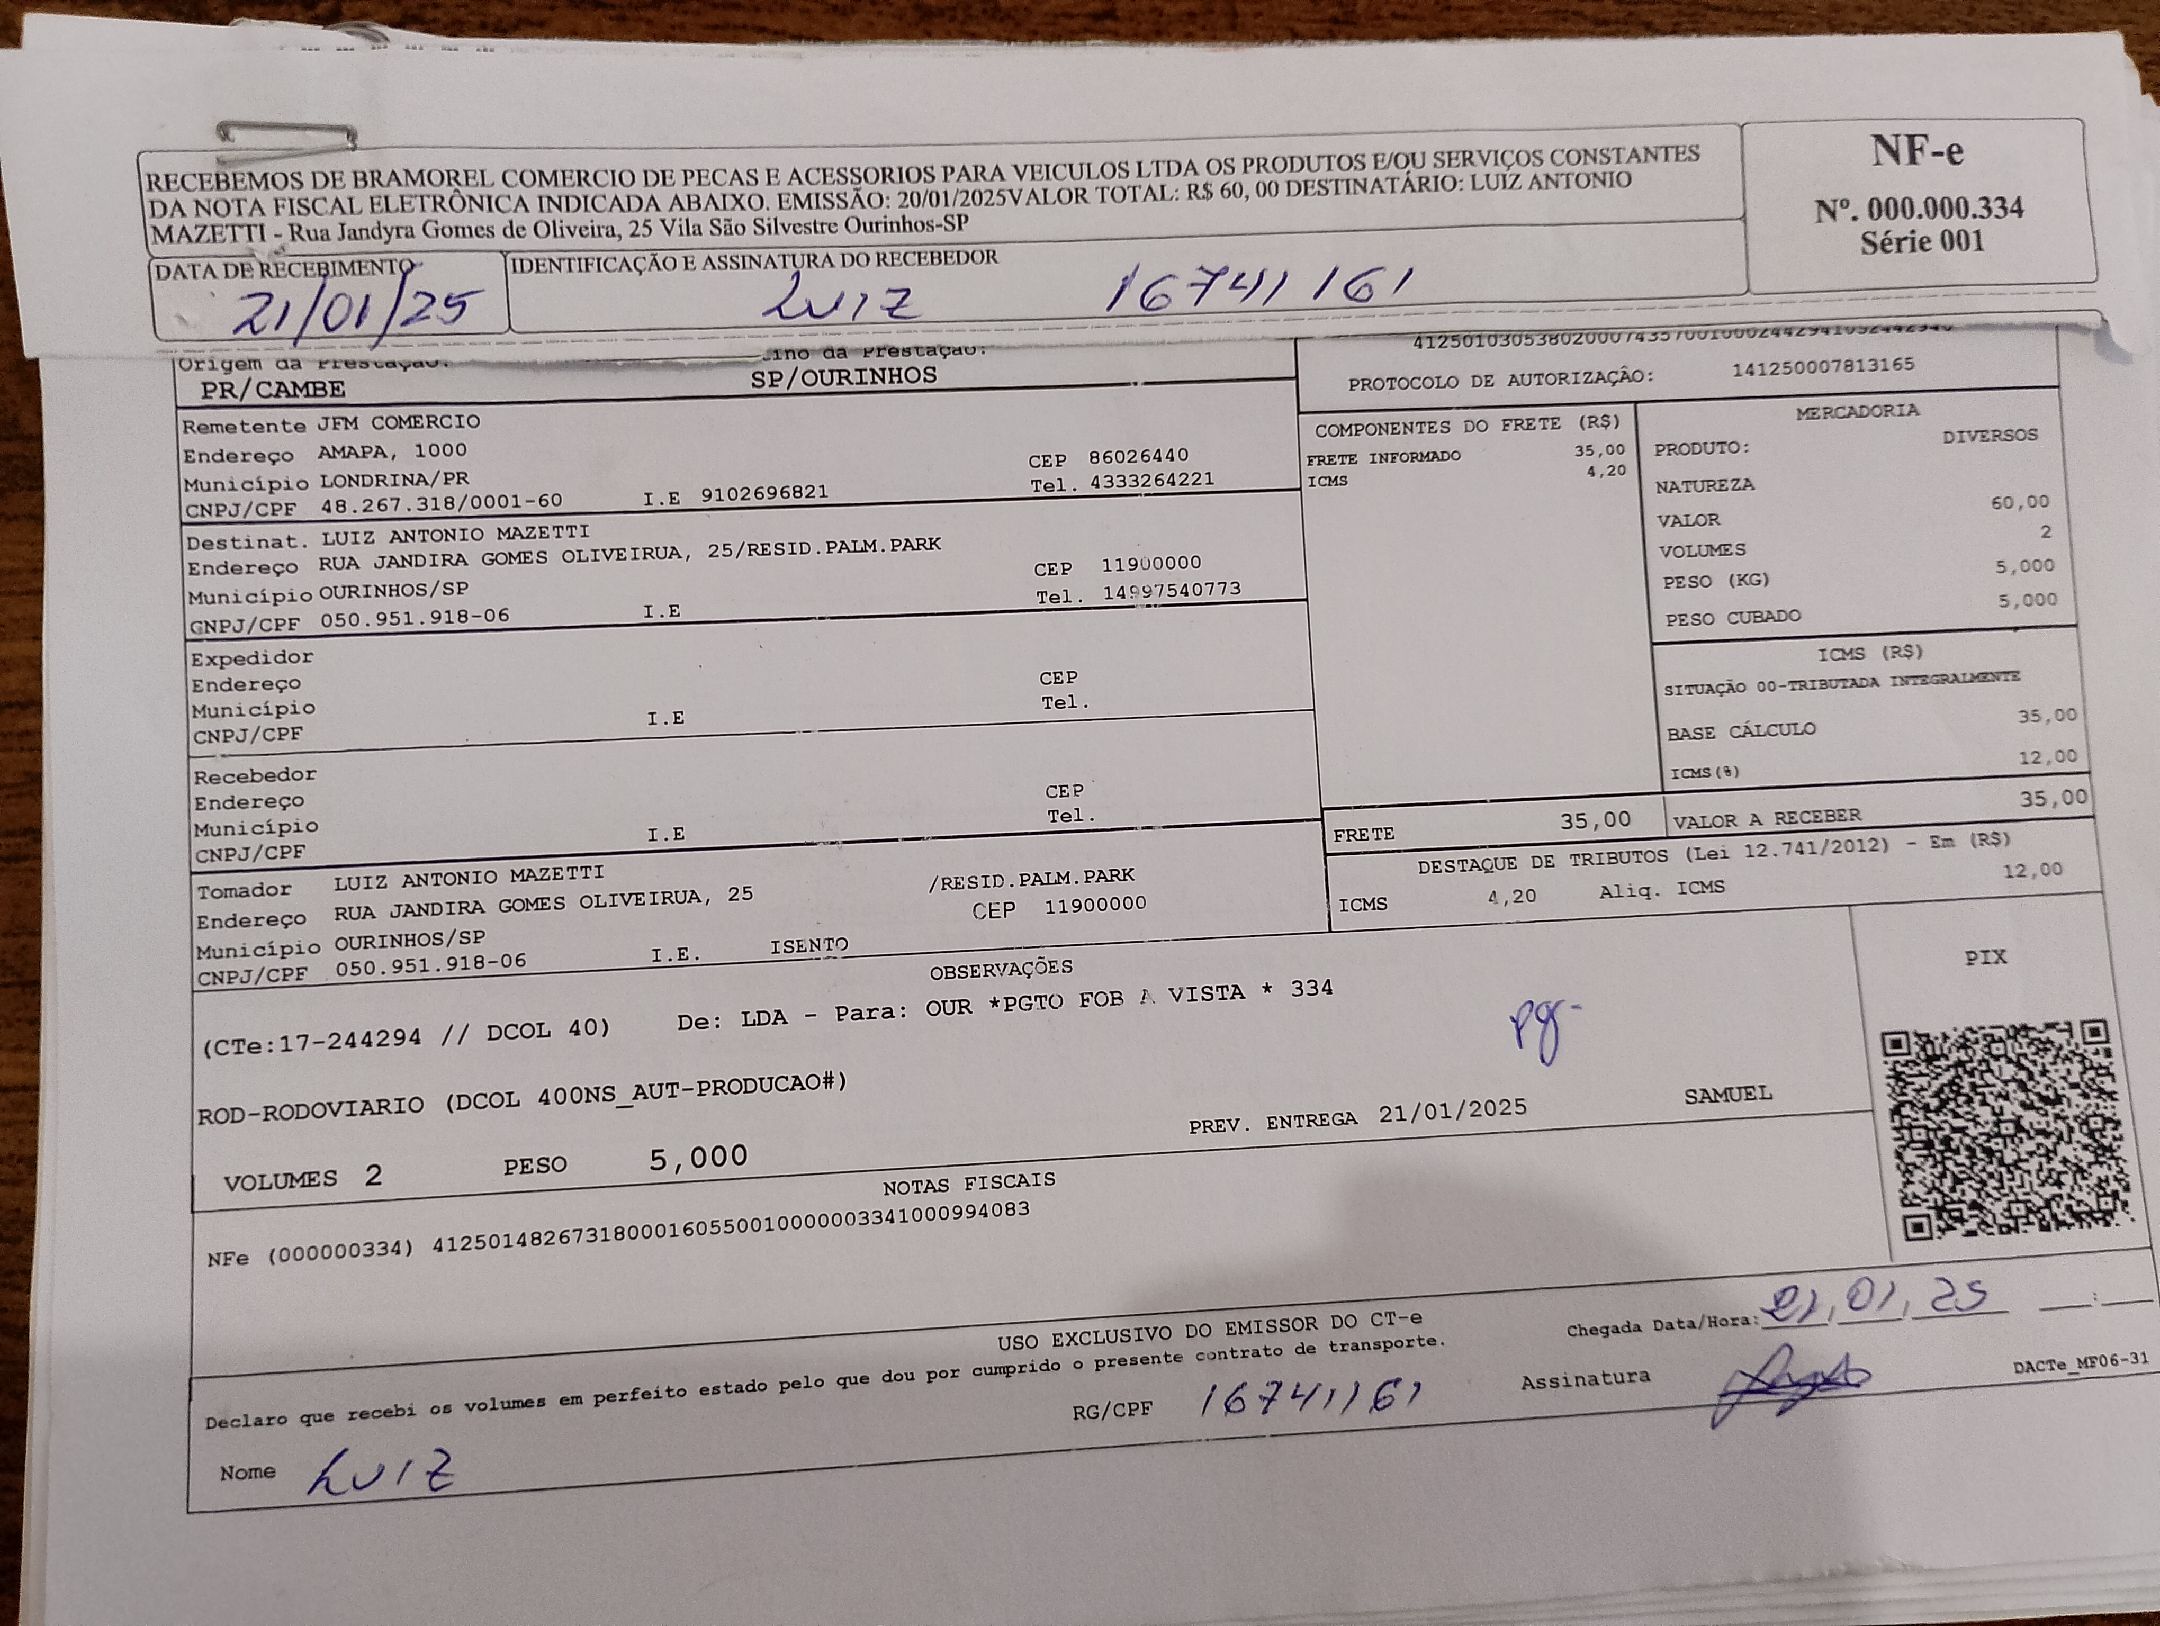 RECEBEMOS DE BRAMOREL COMERCIO DE PECAS E ACESSORIOS PARA VEICULOS LTDA OS PRODUTOS E/OU SERVIÇOS CONSTANTES
DA NOTA FISCAL ELETRÔNICA INDICADA ABAIXO. EMISSÃO: 20/01/2025VALOR TOTAL: R$ 60, 00 DESTINATÁRIO: LUIZ ANTONIO
MAZETTI - Rua Jandyra Gomes de Oliveira, 25 Vila São Silvestre Ourinhos-SP
NF-e
Nº. 000.000.334
Série 001
DATA DE RECEBIMENTO
21/01/25
IDENTIFICAÇÃO E ASSINATURA DO RECEBEDOR
LUIZ 16741161
Origem da Prestação:
PR/CAMBE
da Prestação:
SP/OURINHOS
PROTOCOLO DE AUTORIZAÇÃO: 141250007813165
Remetente JFM COMERCIO
Endereço AMAPA, 1000 CEP 86026440
Município LONDRINA/PR Tel. 4333264221
CNPJ/CPF 48.267.318/0001-60 I.E 9102696821
Destinat. LUIZ ANTONIO MAZETTI
Endereço RUA JANDIRA GOMES OLIVEIRUA, 25/RESID.PALM.PARK
CEP 11900000
Município OURINHOS/SP Tel. 14997540773
CNPJ/CPF 050.951.918-06 I.E
Expedidor
Endereço CEP
Município Tel.
CNPJ/CPF I.E
Recebedor
Endereço CEP
Município Tel.
CNPJ/CPF I.E
Tomador LUIZ ANTONIO MAZETTI /RESID.PALM.PARK
Endereço RUA JANDIRA GOMES OLIVEIRUA, 25 CEP 11900000
Município OURINHOS/SP
CNPJ/CPF 050.951.918-06 I.E. ISENTO
COMPONENTES DO FRETE (R$)
FRETE INFORMADO 35,00
ICMS 4,20
MERCADORIA
PRODUTO: DIVERSOS
NATUREZA
VALOR 60,00
VOLUMES 2
PESO (KG) 5,000
PESO CUBADO 5,000
ICMS (R$)
SITUAÇÃO 00-TRIBUTADA INTEGRALMENTE
BASE CÁLCULO 35,00
ICMS(%) 12,00
FRETE 35,00 VALOR A RECEBER 35,00
DESTAQUE DE TRIBUTOS (Lei 12.741/2012) - Em (R$)
ICMS 4,20 Aliq. ICMS 12,00
OBSERVAÇÕES
(CTe:17-244294 // DCOL 40) De: LDA - Para: OUR *PGTO FOB A VISTA * 334
pg-
PIX
ROD-RODOVIARIO (DCOL 400NS_AUT-PRODUCAO#)
PREV. ENTREGA 21/01/2025 SAMUEL
VOLUMES 2 PESO 5,000
NOTAS FISCAIS
NFe (000000334) 41250148267318000160550010000003341000994083
USO EXCLUSIVO DO EMISSOR DO CT-e
Declaro que recebi os volumes em perfeito estado pelo que dou por cumprido o presente contrato de transporte.
Chegada Data/Hora: 21,01,25 :
Nome LUIZ RG/CPF 16741161 Assinatura
DACTe_MF06-31